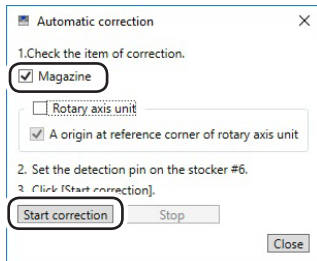 Automatic correction
1.Check the item of correction.
Magazine
Rotary axis unit
A origin at reference corner of rotary axis unit
2. Set the detection pin on the stocker #6.
3. Click [Start correction].
Start correction Stop
Close